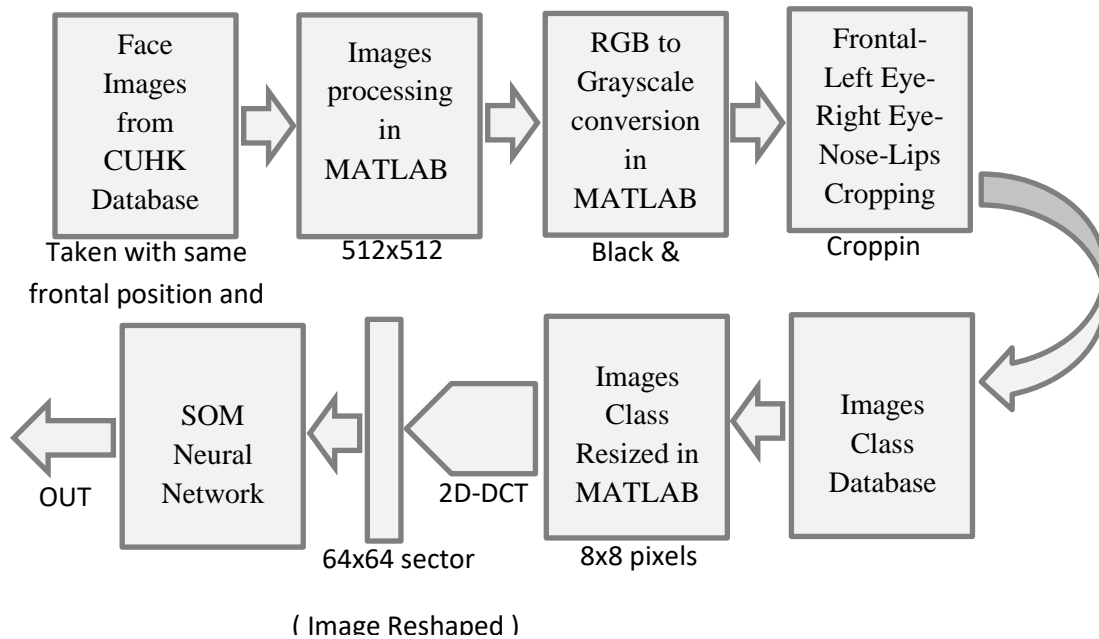 Face
Images
from
CUHK
Database
Images
processing
in
MATLAB
RGB to
Grayscale
conversion
in
MATLAB
Frontal-
Left Eye-
Right Eye-
Nose-Lips
Cropping
Taken with same
frontal position and
512x512
Black &
Croppin
Images
Class
Database
Images
Class
Resized in
MATLAB
8x8 pixels
2D-DCT
64x64 sector
( Image Reshaped )
SOM
Neural
Network
OUT